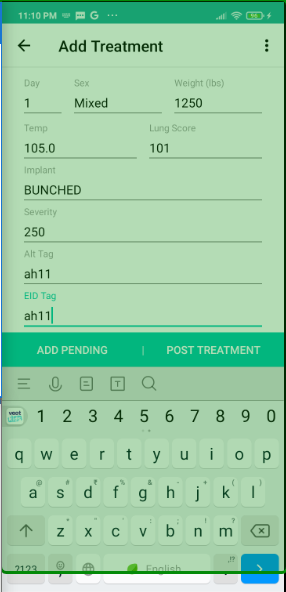 11:10 PM
Add Treatment
Day Sex Weight (lbs)
1 Mixed 1250
Temp Lung Score
105.0 101
Implant
BUNCHED
Severity
250
Alt Tag
ah11
EID Tag
ah11
ADD PENDING | POST TREATMENT
1 2 3 4 5 6 7 8 9 0
q w e r t y u i o p
a s d f g h j k l
z x c v b n m
?123 , English .